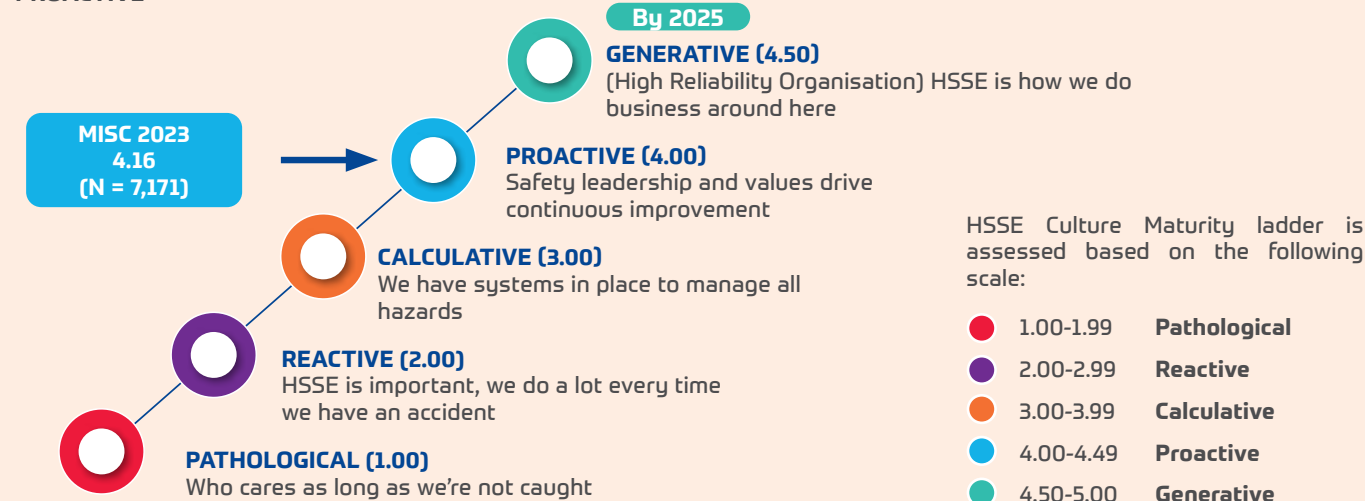 By 2025
GENERATIVE (4.50)
(High Reliability Organisation) HSSE is how we do
business around here
MISC 2023
4.16
(N = 7,171)
PROACTIVE (4.00)
Safety leadership and values drive
continuous improvement
CALCULATIVE (3.00)
We have systems in place to manage all
hazards
REACTIVE (2.00)
HSSE is important, we do a lot every time
we have an accident
PATHOLOGICAL (1.00)
Who cares as long as we're not caught
HSSE Culture Maturity ladder is
assessed based on the following
scale:
1.00-1.99 Pathological
2.00-2.99 Reactive
3.00-3.99 Calculative
4.00-4.49 Proactive
4.50-5.00 Generative